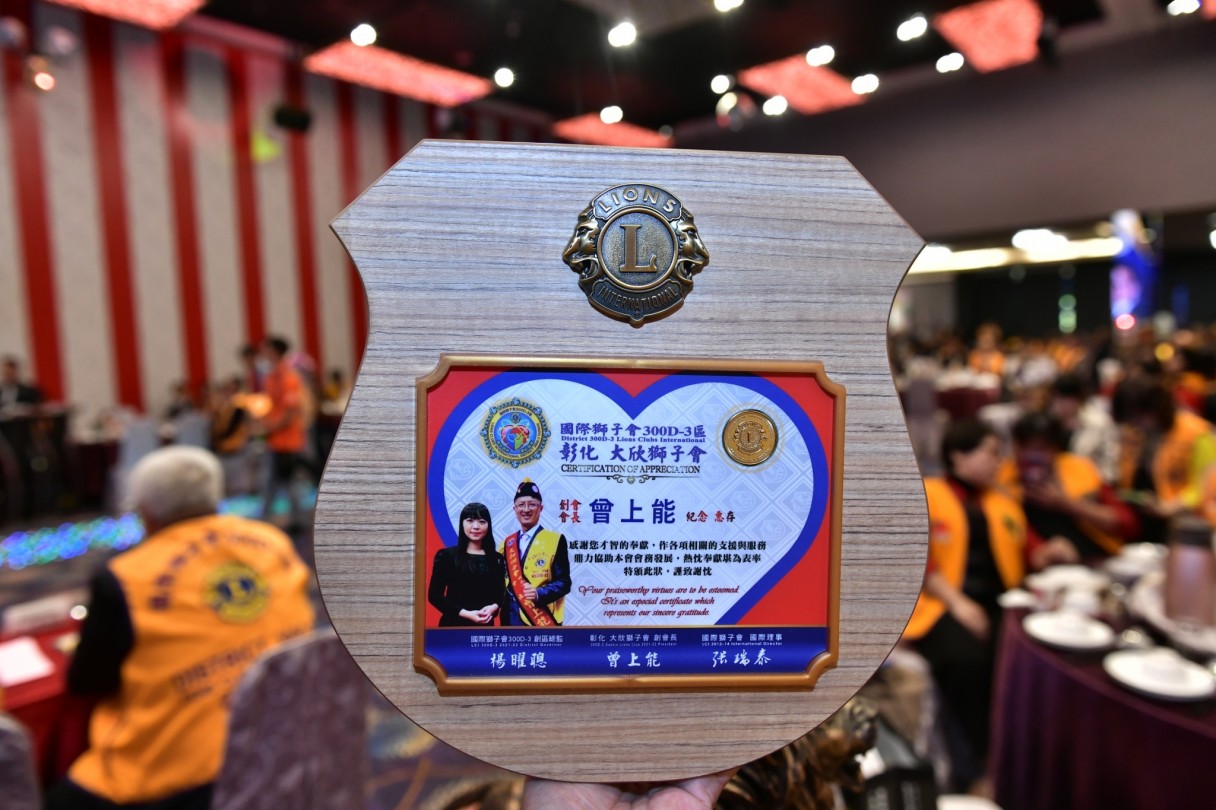 LIONS
L
INTERNATIONAL
國際獅子會300D-3區
District 300D-3 Lions Clubs International
彰化 大欣獅子會
CERTIFICATION OF APPRECIATION
創會會長 曾上能 紀念 惠存
感謝您才智的奉獻，作各項相關的支援與服務
鼎力協助本會會務發展，熱忱奉獻堪為表率
特頒此狀，謹致謝忱
Your praiseworthy virtues are to be esteemed.
It's an especial certificate which
represents our sincere gratitude.
國際獅子會300D-3 創區總監
楊曜聰
彰化 大欣獅子會 創會長
曾上能
國際獅子會 國際理事
張瑞泰